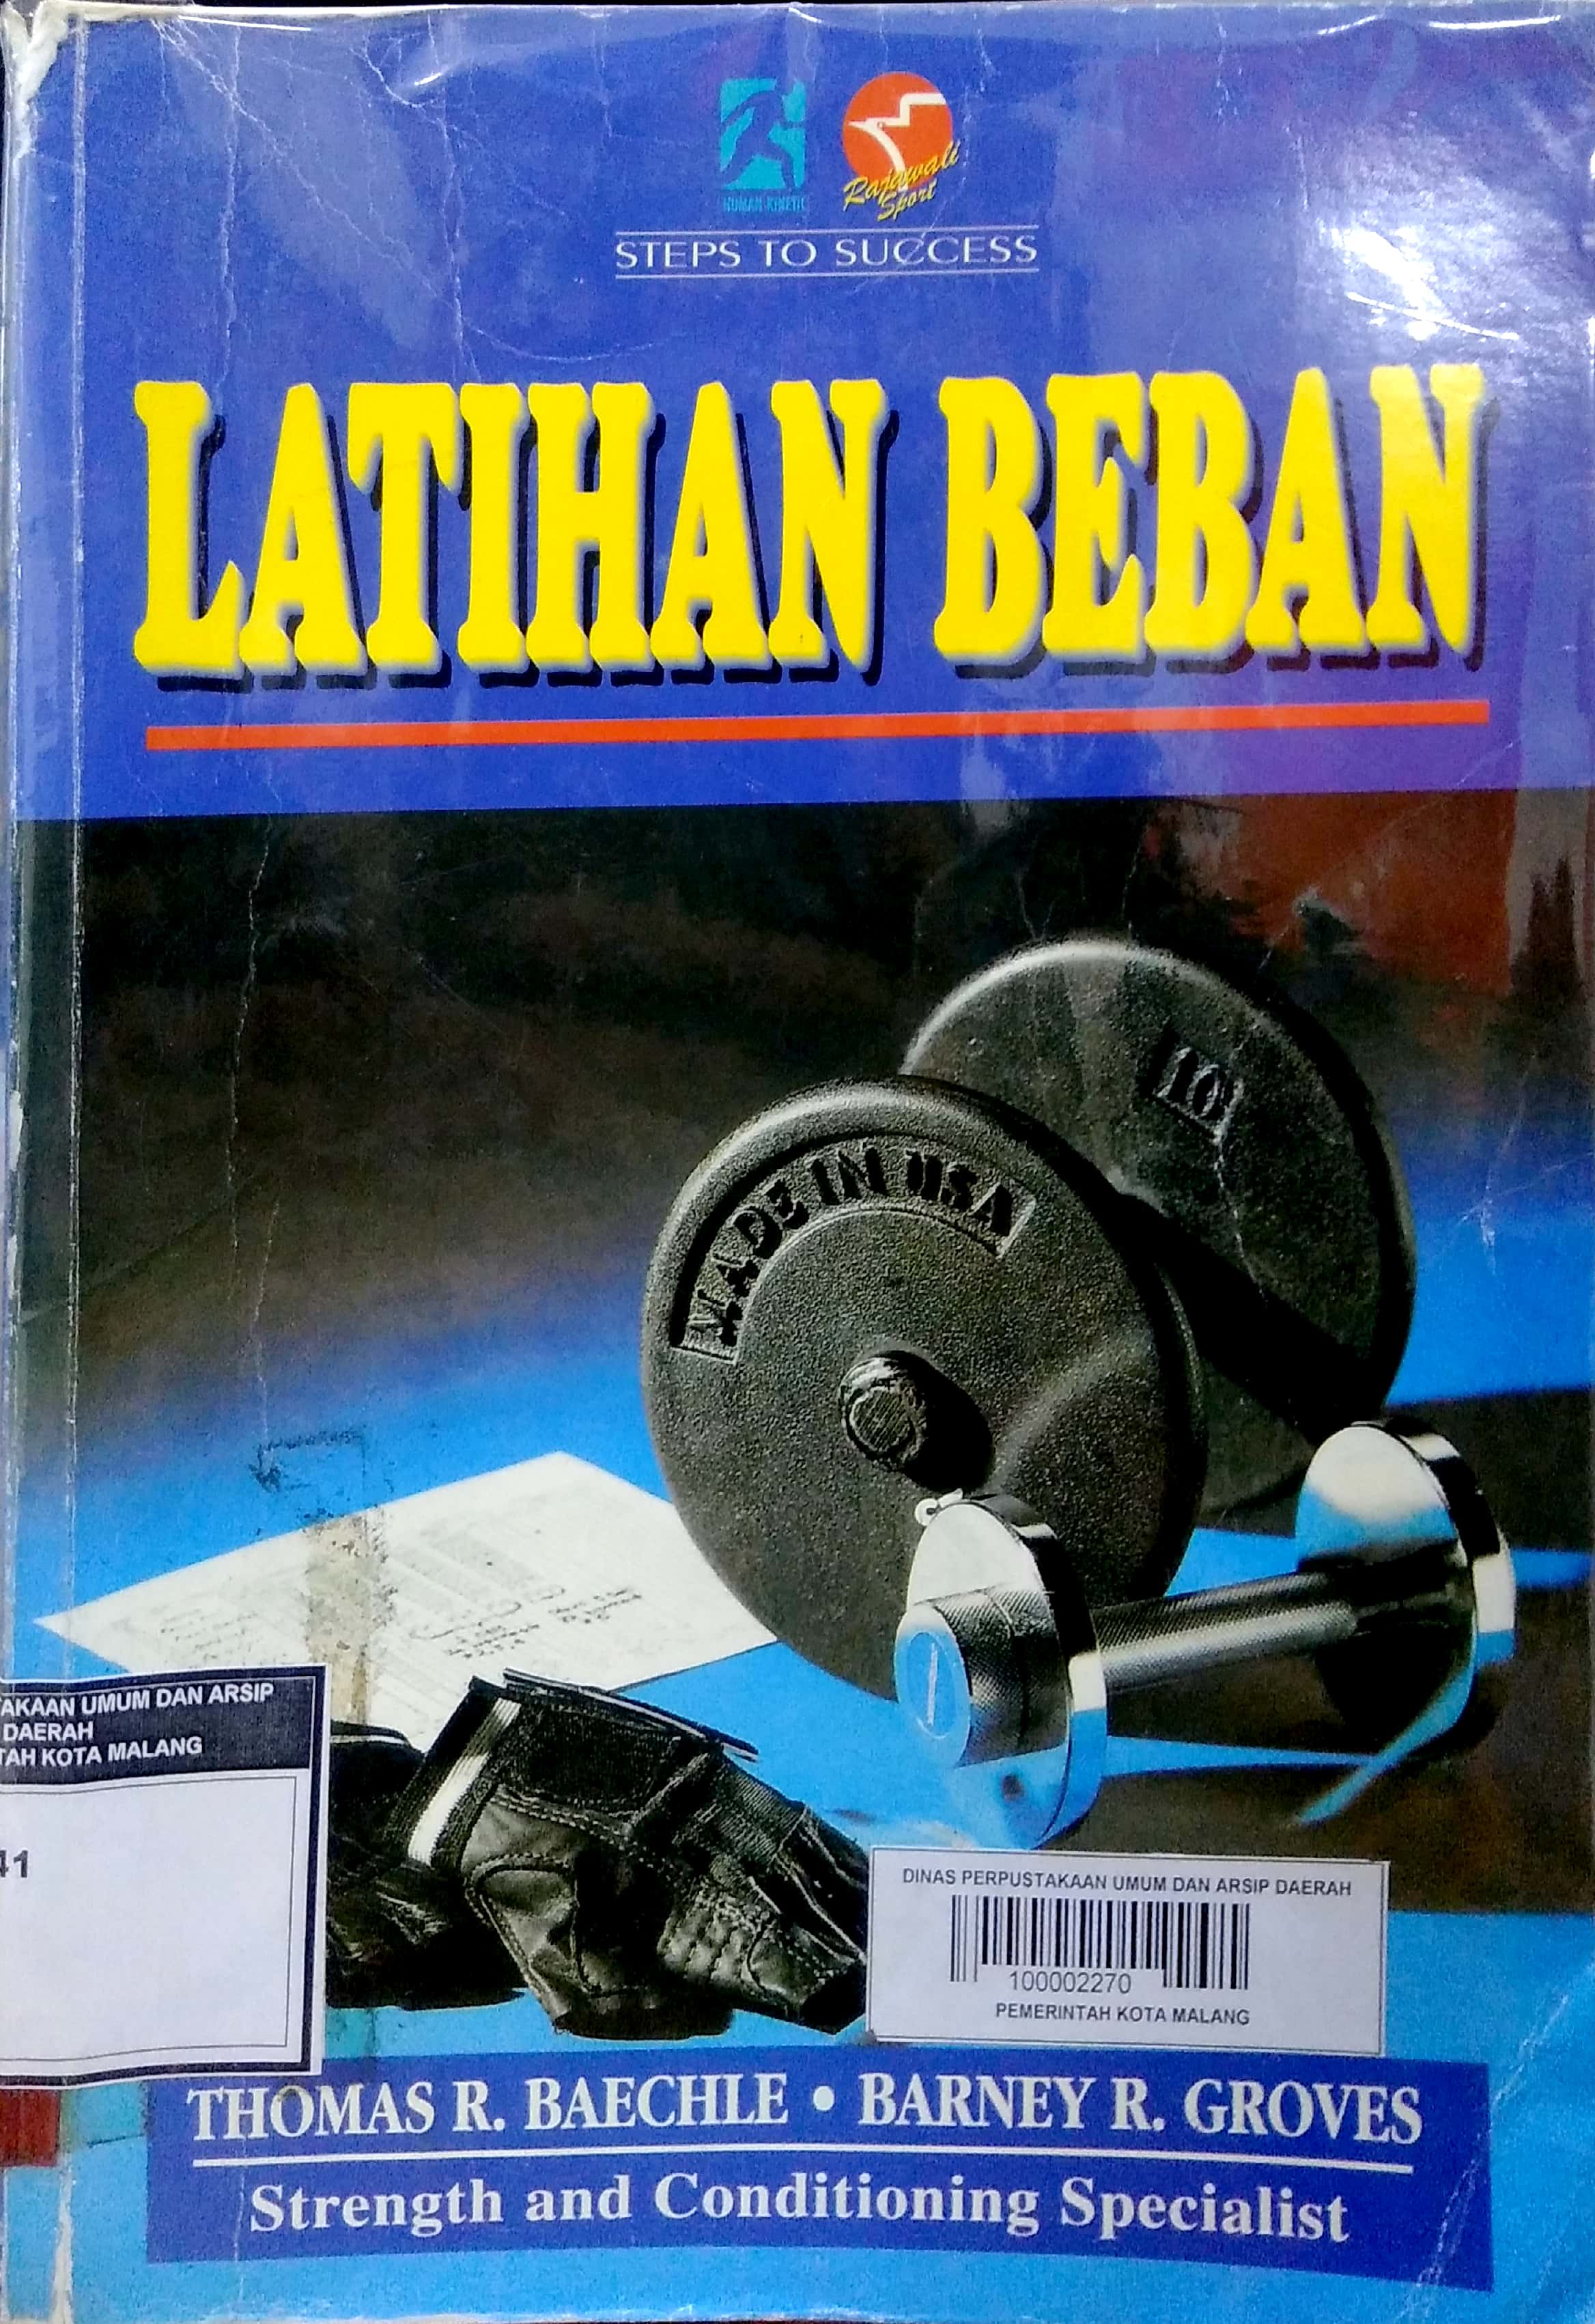 HUMAN KINETIC
Rajawali
Sport
STEPS TO SUCCESS
LATIHAN BEBAN
10
MADE IN USA
TAKAAN UMUM DAN ARSIP
DAERAH
TAH KOTA MALANG
41
DINAS PERPUSTAKAAN UMUM DAN ARSIP DAERAH
100002270
PEMERINTAH KOTA MALANG
THOMAS R. BAECHLE • BARNEY R. GROVES
Strength and Conditioning Specialist